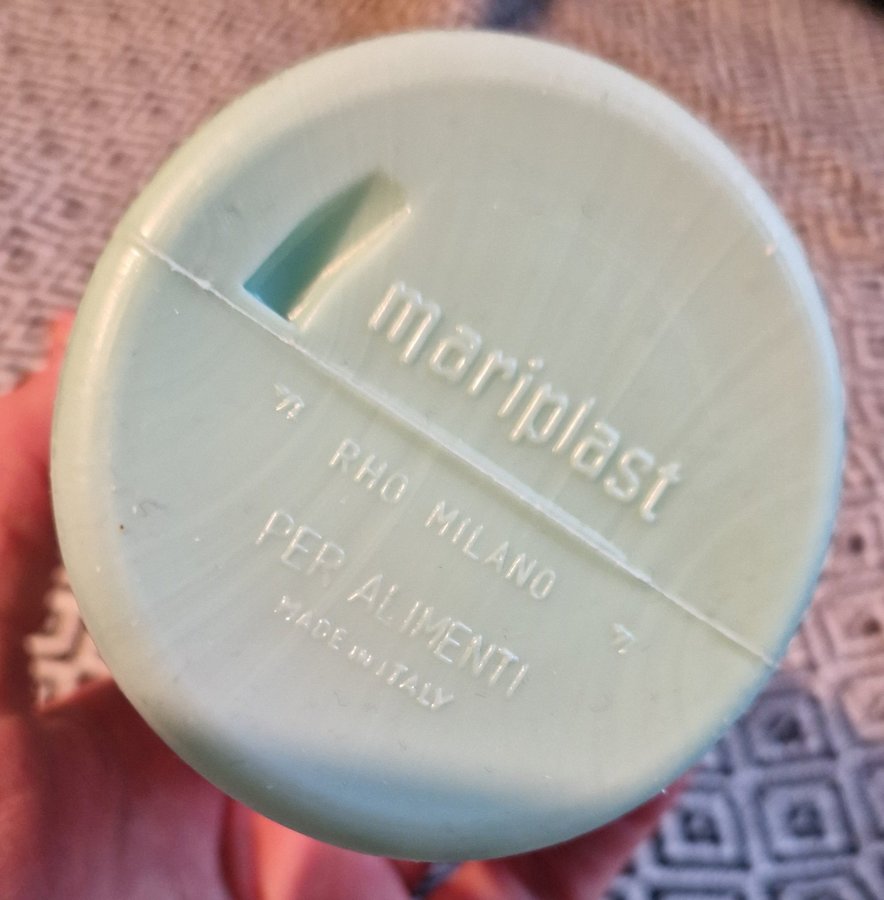 mariplast
RHO MILANO
PER ALIMENTI
MADE IN ITALY